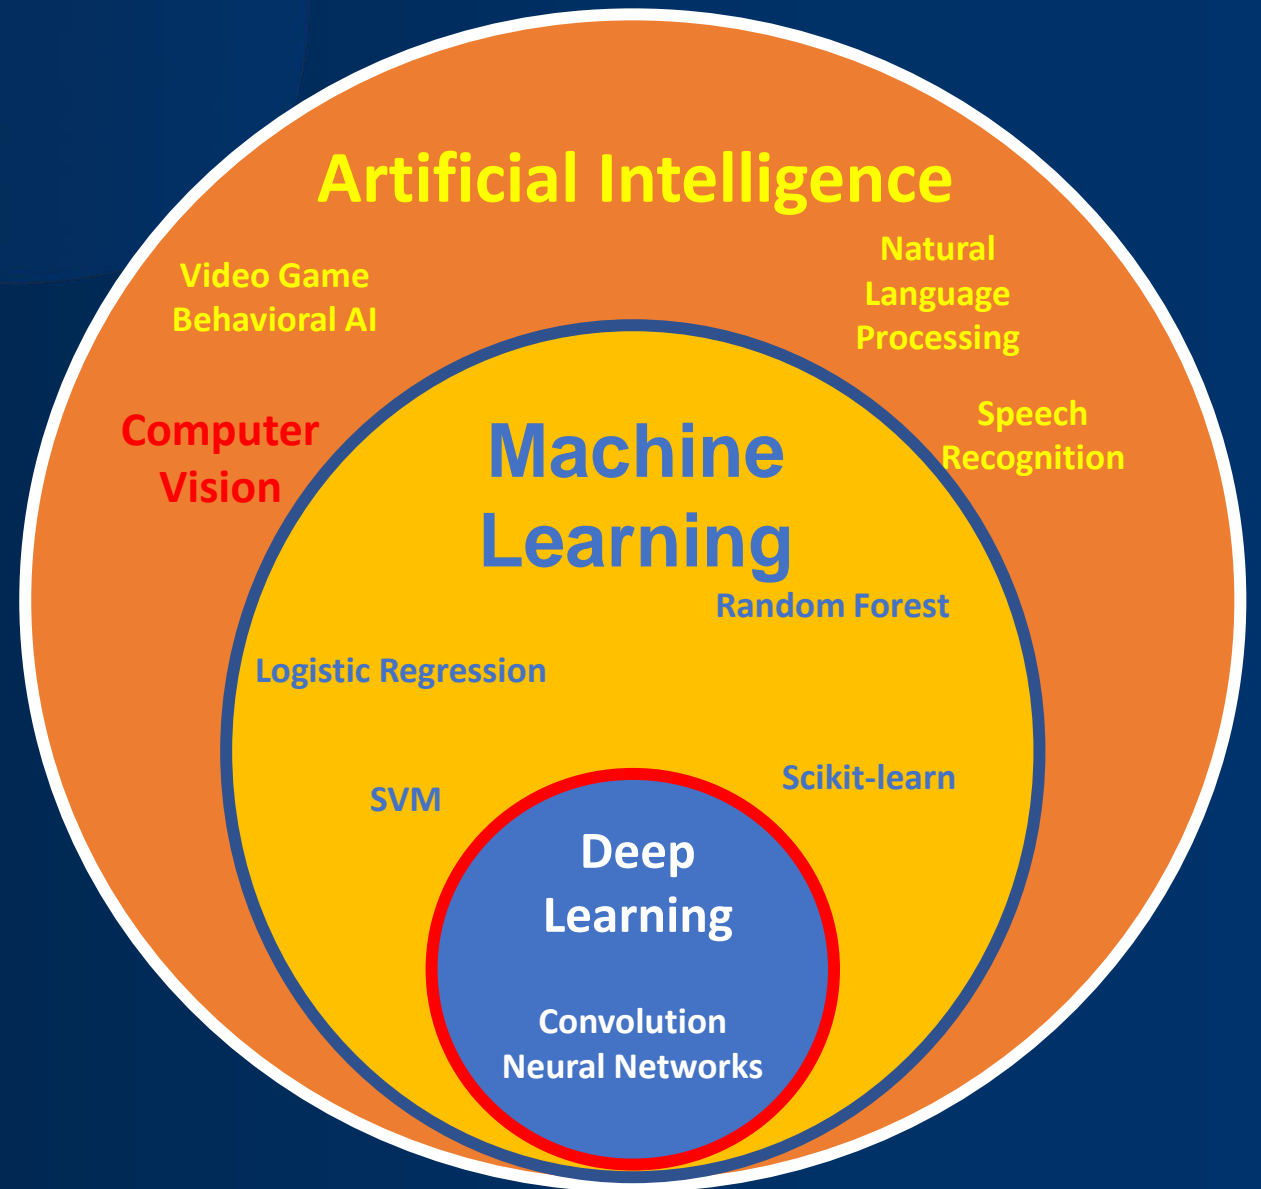 Artificial Intelligence
Video Game
Behavioral AI
Natural
Language
Processing
Computer
Vision
Speech
Recognition
Machine
Learning
Random Forest
Logistic Regression
SVM
Scikit-learn
Deep
Learning
Convolution
Neural Networks